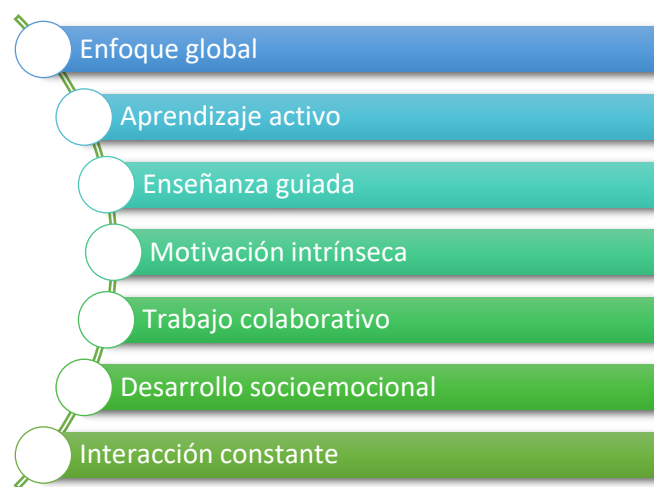 Enfoque global
Aprendizaje activo
Enseñanza guiada
Motivación intrínseca
Trabajo colaborativo
Desarrollo socioemocional
Interacción constante